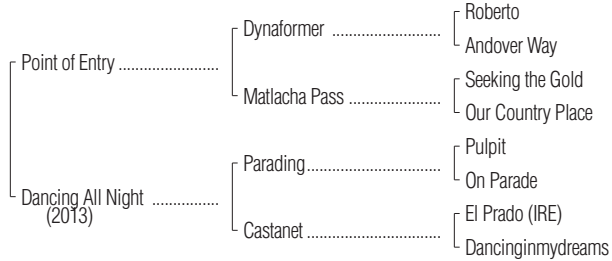 Roberto
Dynaformer ....................
Andover Way
Point of Entry ..................
Seeking the Gold
Matlacha Pass .................
Our Country Place
Pulpit
Parading.........................
On Parade
Dancing All Night ............
(2013)
El Prado (IRE)
Castanet .........................
Dancinginmydreams